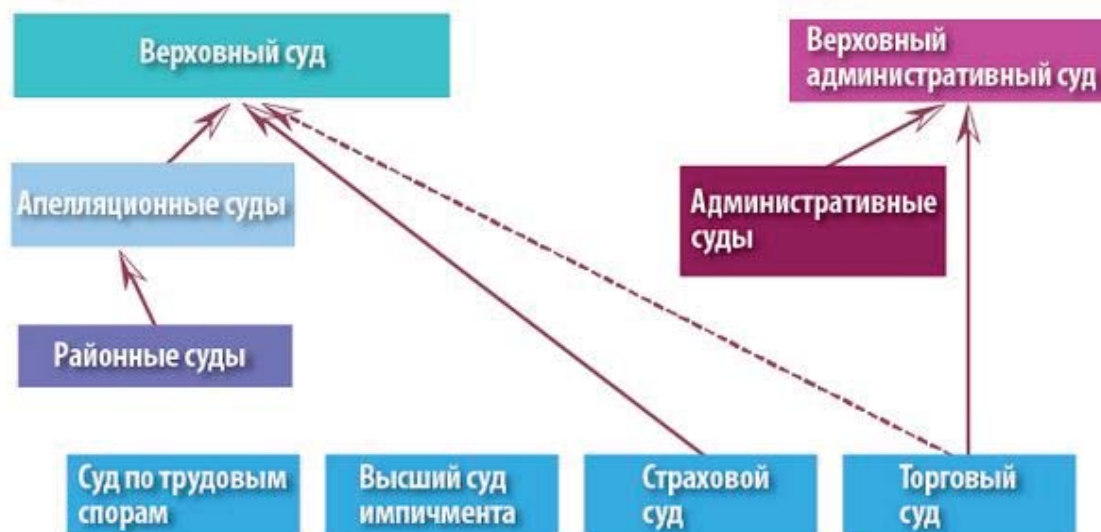 Верховный суд
Верховный
административный суд
Апелляционные суды
Административные
суды
Районные суды
Суд по трудовым
спорам
Высший суд
импичмента
Страховой
суд
Торговый
суд